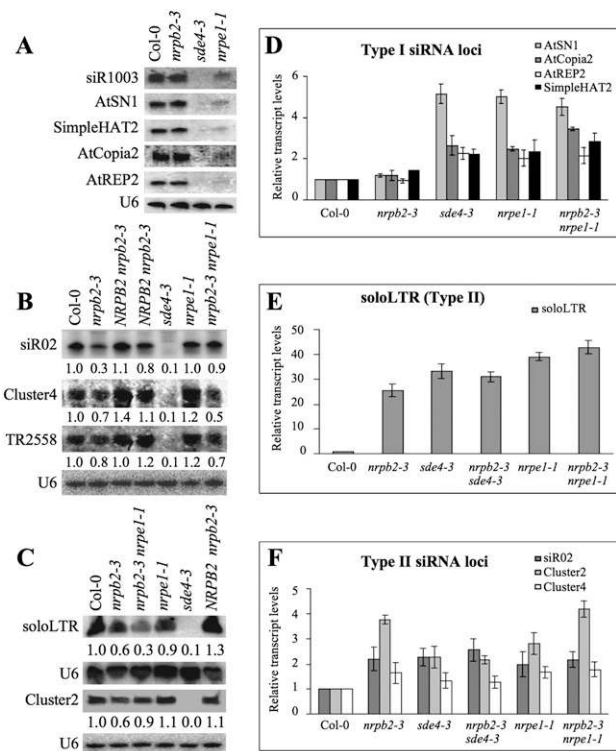 A
Col-0 nrpb2-3 sde4-3 nrpe1-1
siR1003
AtSN1
SimpleHAT2
AtCopia2
AtREP2
U6
B
Col-0 nrpb2-3 NRPB2 nrpb2-3 NRPB2 nrpb2-3 sde4-3 nrpe1-1 nrpb2-3 nrpe1-1
siR02
1.0 0.3 1.1 0.8 0.1 1.0 0.9
Cluster4
1.0 0.7 1.4 1.1 0.1 1.2 0.5
TR2558
1.0 0.8 1.0 1.2 0.1 1.2 0.7
U6
C
Col-0 nrpb2-3 nrpb2-3 nrpe1-1 nrpe1-1 sde4-3 NRPB2 nrpb2-3
soloLTR
1.0 0.6 0.3 0.9 0.1 1.3
U6
Cluster2
1.0 0.6 0.9 1.1 0.0 1.1
U6
D
Type I siRNA loci
AtSN1
AtCopia2
AtREP2
SimpleHAT2
Relative transcript levels
6
4
2
0
Col-0 nrpb2-3 sde4-3 nrpe1-1 nrpb2-3
nrpe1-1
E
soloLTR (Type II)
soloLTR
Relative transcript levels
50
40
30
20
10
0
Col-0 nrpb2-3 sde4-3 nrpb2-3 nrpe1-1 nrpb2-3
sde4-3 nrpe1-1
F
Type II siRNA loci
siR02
Cluster2
Cluster4
Relative transcript levels
5
4
3
2
1
0
Col-0 nrpb2-3 sde4-3 nrpb2-3 nrpe1-1 nrpb2-3
sde4-3 nrpe1-1